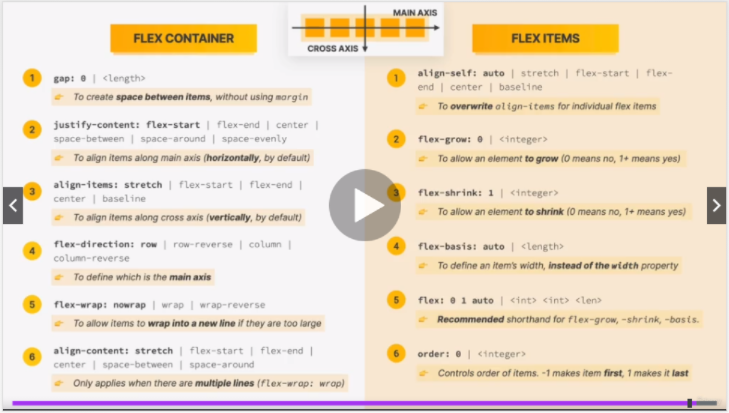 MAIN AXIS
CROSS AXIS
FLEX CONTAINER
1
gap: 0 | <length>
👉 To create space between items, without using margin
2
justify-content: flex-start | flex-end | center |
space-between | space-around | space-evenly
👉 To align items along main axis (horizontally, by default)
3
align-items: stretch | flex-start | flex-end |
center | baseline
👉 To align items along cross axis (vertically, by default)
4
flex-direction: row | row-reverse | column |
column-reverse
👉 To define which is the main axis
5
flex-wrap: nowrap | wrap | wrap-reverse
👉 To allow items to wrap into a new line if they are too large
6
align-content: stretch | flex-start | flex-end |
center | space-between | space-around
👉 Only applies when there are multiple lines (flex-wrap: wrap)
FLEX ITEMS
1
align-self: auto | stretch | flex-start | flex-
end | center | baseline
👉 To overwrite align-items for individual flex items
2
flex-grow: 0 | <integer>
👉 To allow an element to grow (0 means no, 1+ means yes)
3
flex-shrink: 1 | <integer>
👉 To allow an element to shrink (0 means no, 1+ means yes)
4
flex-basis: auto | <length>
👉 To define an item's width, instead of the width property
5
flex: 0 1 auto | <int> <int> <len>
👉 Recommended shorthand for flex-grow, -shrink, -basis.
6
order: 0 | <integer>
👉 Controls order of items. -1 makes item first, 1 makes it last